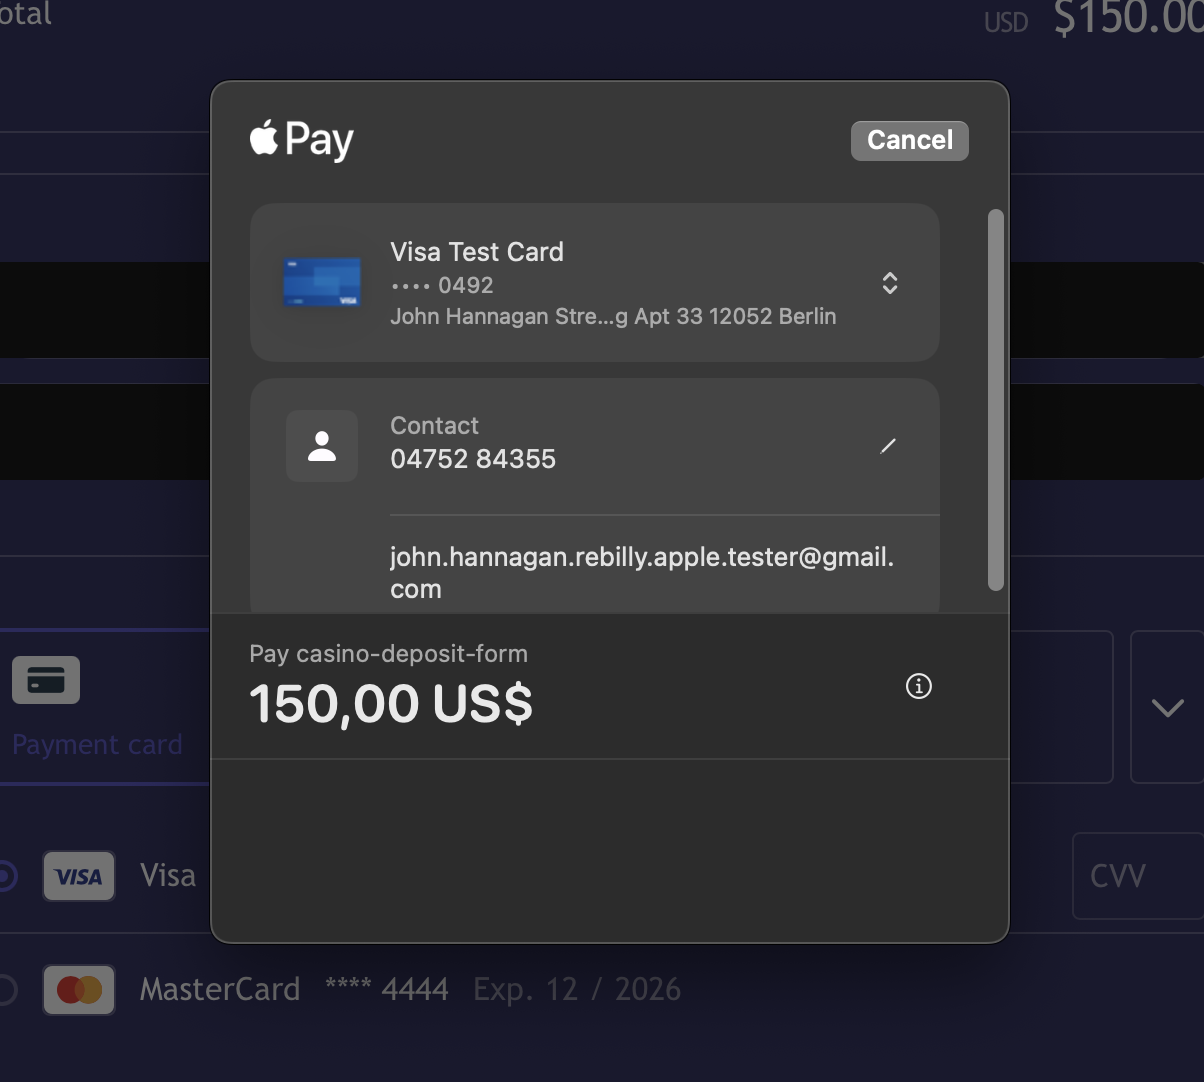 otal
USD $150.00
Pay
Cancel
Visa Test Card
•••• 0492
John Hannagan Stre...g Apt 33 12052 Berlin
Contact
04752 84355
john.hannagan.rebilly.apple.tester@gmail.
com
Pay casino-deposit-form
150,00 US$
Payment card
VISA Visa
CVV
MasterCard **** 4444 Exp. 12 / 2026